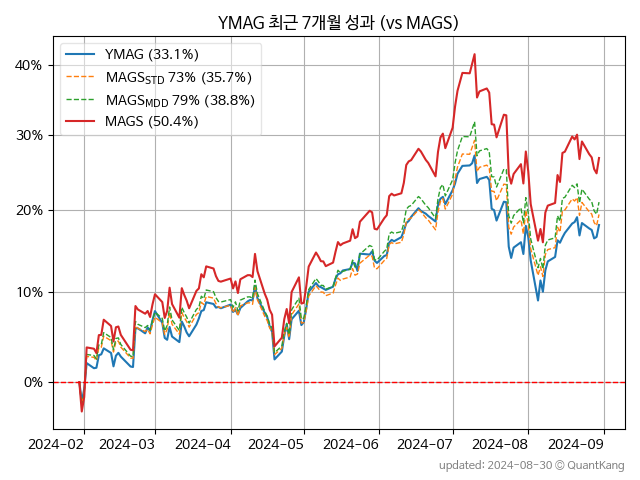 YMAG 최근 7개월 성과 (vs MAGS)
YMAG (33.1%)
MAGS_STD 73% (35.7%)
MAGS_MDD 79% (38.8%)
MAGS (50.4%)
40%
30%
20%
10%
0%
2024-02 2024-03 2024-04 2024-05 2024-06 2024-07 2024-08 2024-09
updated: 2024-08-30 © QuantKang